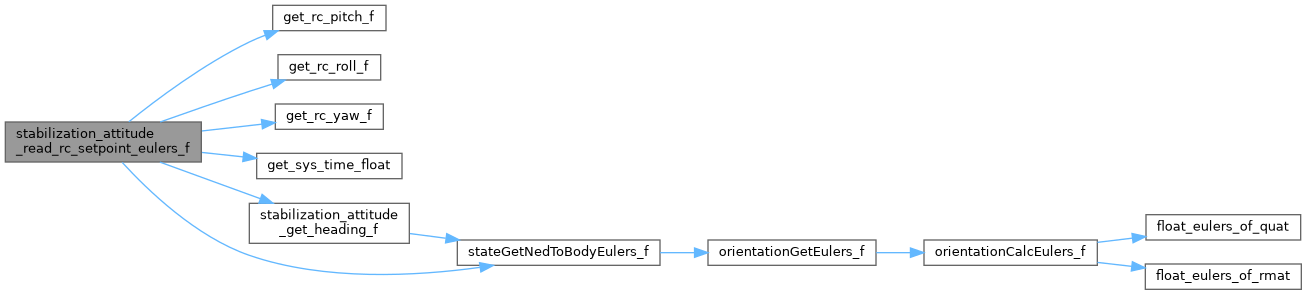 stabilization_attitude
_read_rc_setpoint_eulers_f
get_rc_pitch_f
get_rc_roll_f
get_rc_yaw_f
get_sys_time_float
stabilization_attitude
_get_heading_f
stateGetNedToBodyEulers_f
orientationGetEulers_f
orientationCalcEulers_f
float_eulers_of_quat
float_eulers_of_rmat